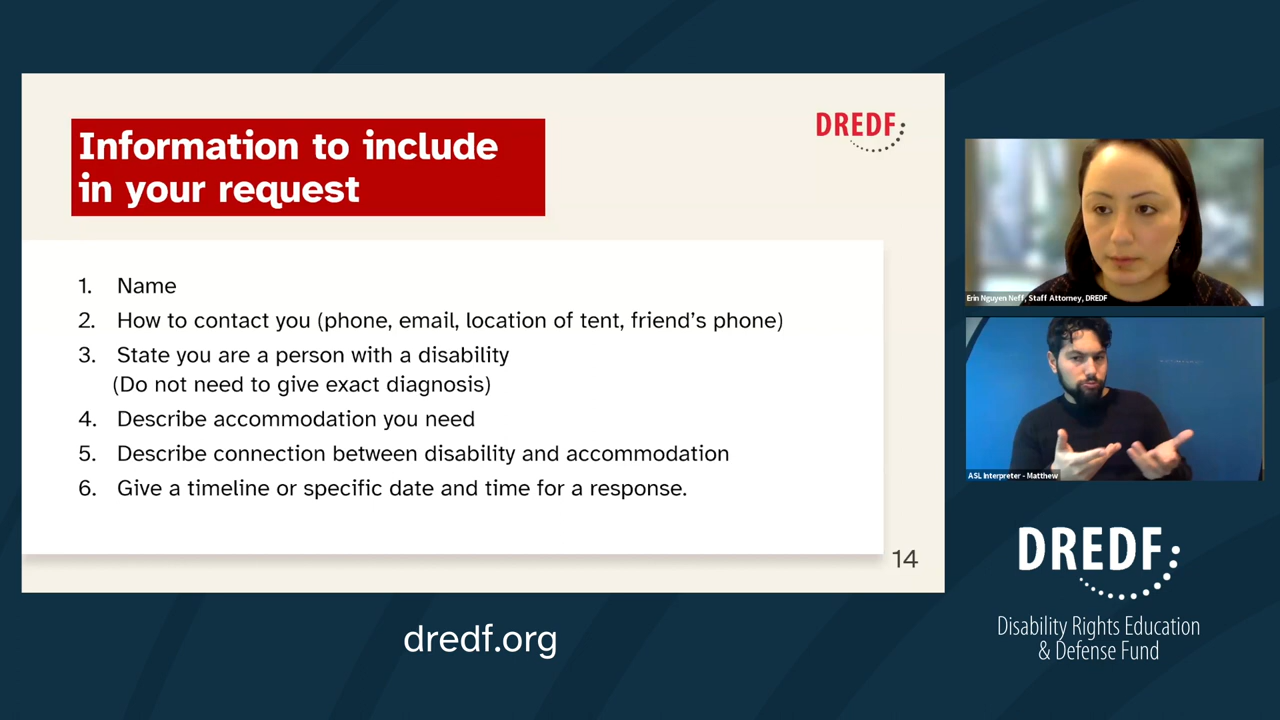 Information to include
in your request
DREDF
1. Name
2. How to contact you (phone, email, location of tent, friend’s phone)
3. State you are a person with a disability
(Do not need to give exact diagnosis)
4. Describe accommodation you need
5. Describe connection between disability and accommodation
6. Give a timeline or specific date and time for a response.
14
dredf.org
Erin Nguyen Neff, Staff Attorney, DREDF
ASL Interpreter - Matthew
DREDF
Disability Rights Education
& Defense Fund